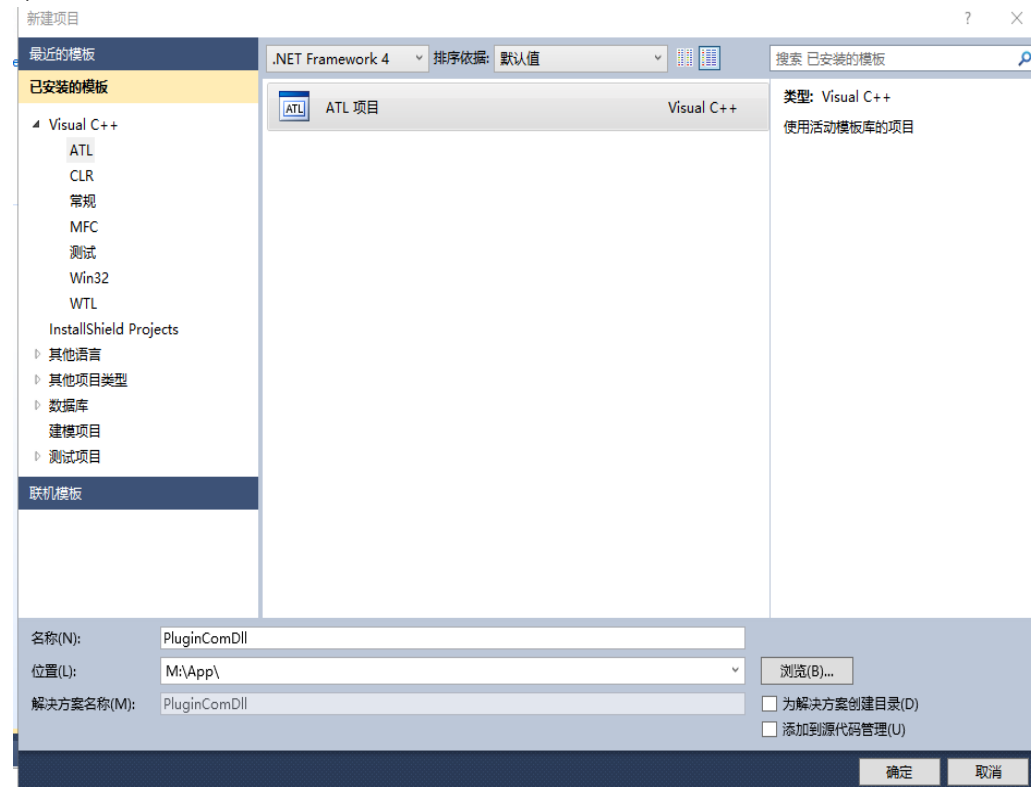 新建项目
最近的模板
.NET Framework 4 排序依据: 默认值
搜索 已安装的模板
已安装的模板
ATL 项目 Visual C++
类型: Visual C++
使用活动模板库的项目
Visual C++
ATL
CLR
常规
MFC
测试
Win32
WTL
InstallShield Projects
其他语言
其他项目类型
数据库
建模项目
测试项目
联机模板
名称(N): PluginComDll
位置(L): M:\App\ 浏览(B)...
解决方案名称(M): PluginComDll
为解决方案创建目录(D)
添加到源代码管理(U)
确定 取消